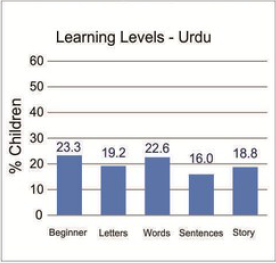 Learning Levels - Urdu
% Children
60
50
40
30
20
10
0
23.3 19.2 22.6 16.0 18.8
Beginner Letters Words Sentences Story